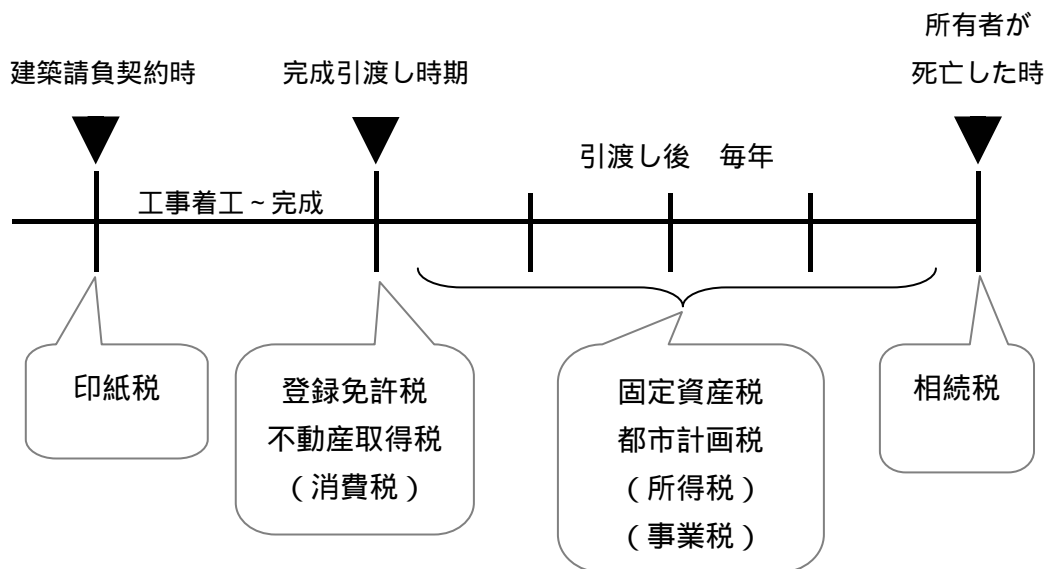 所有者が
死亡した時
建築請負契約時
完成引渡し時期
引渡し後 毎年
工事着工~完成
印紙税
登録免許税
不動産取得税
(消費税)
固定資産税
都市計画税
(所得税)
(事業税)
相続税